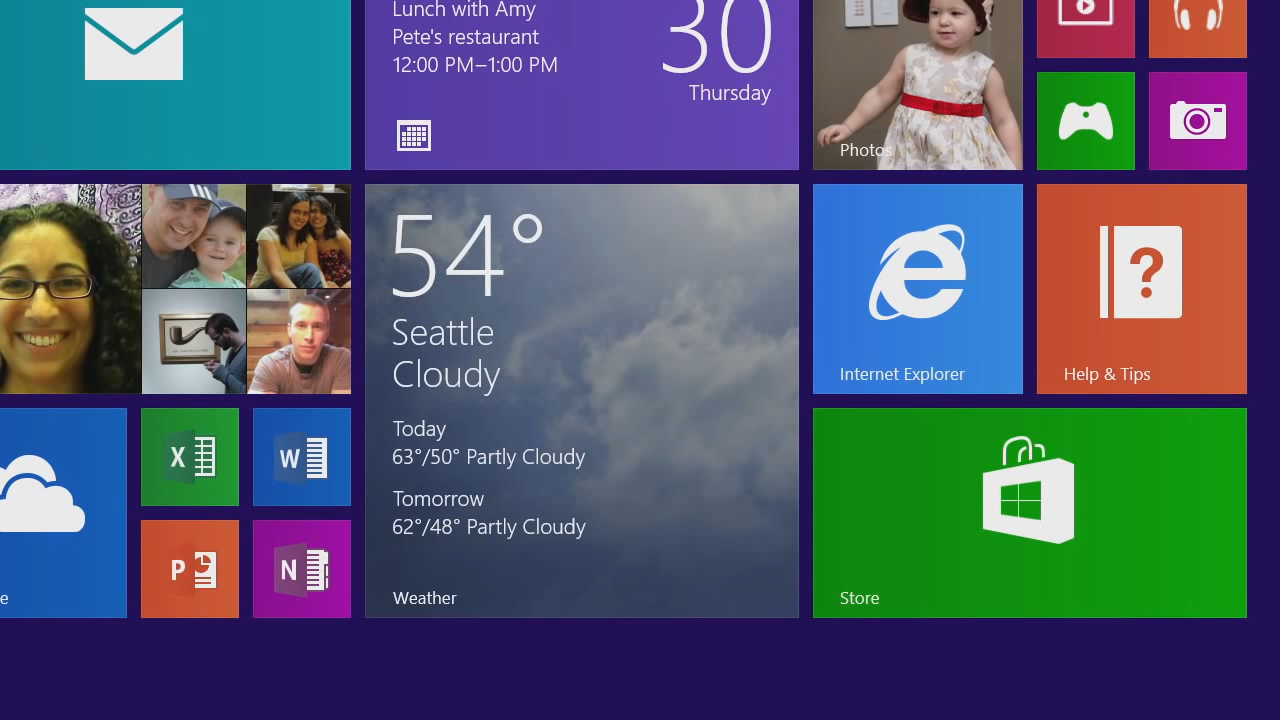 Lunch with Amy
Pete's restaurant
12:00 PM–1:00 PM
30
Thursday
Photos
54°
Seattle
Cloudy
Today
63°/50° Partly Cloudy
Tomorrow
62°/48° Partly Cloudy
Weather
Internet Explorer
Help & Tips
Store
X
W
P
N
e